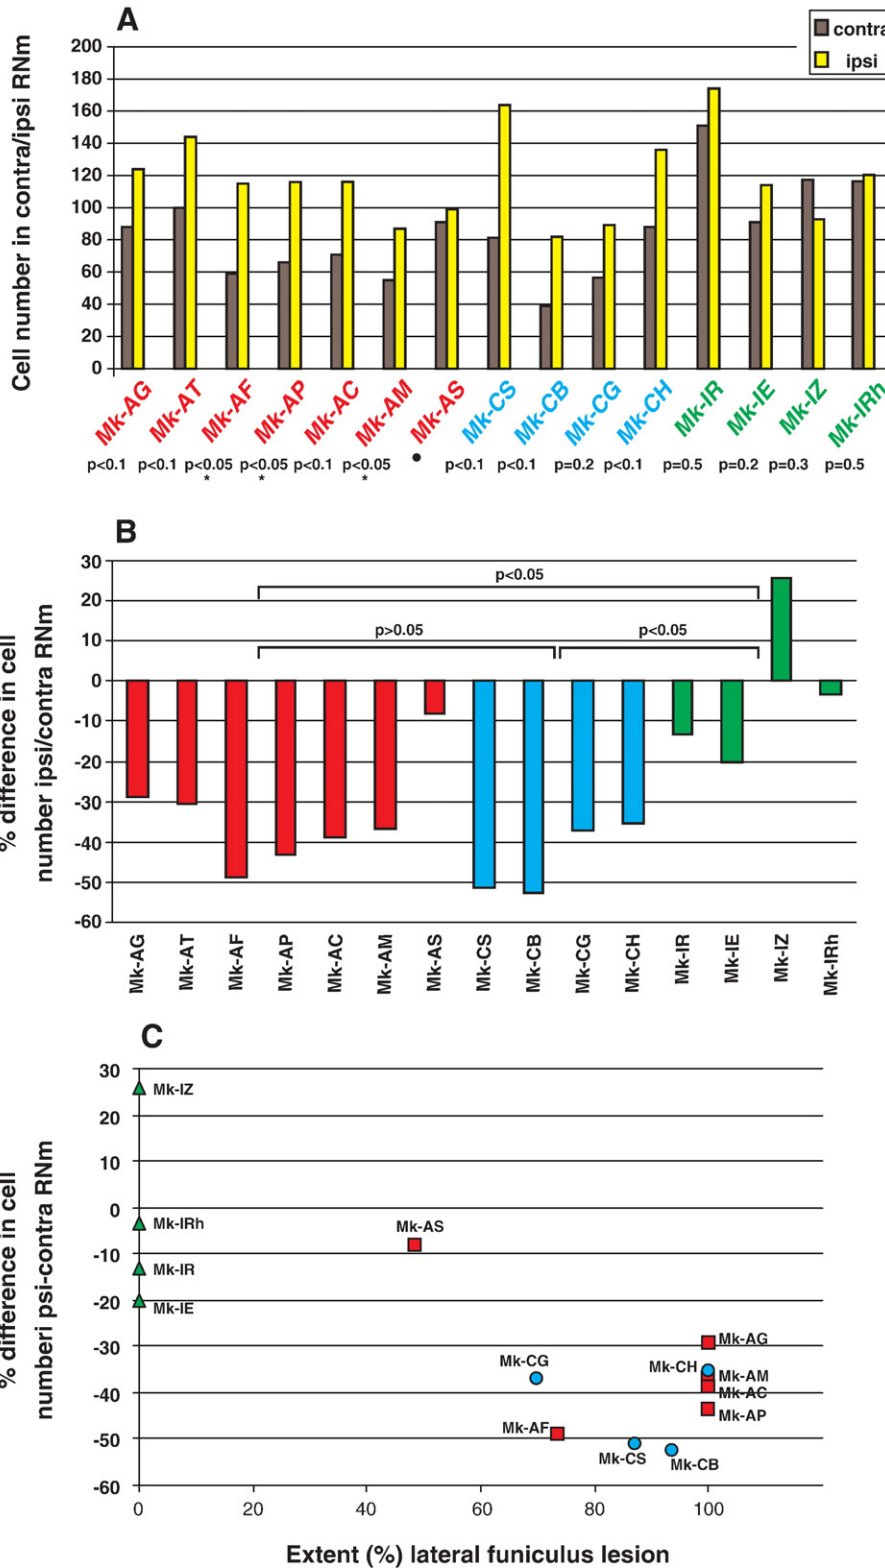 A
contra
ipsi
Cell number in contra/ipsi RNm
200
180
160
140
120
100
80
60
40
20
0
Mk-AG Mk-AT Mk-AF Mk-AP Mk-AC Mk-AM Mk-AS Mk-CS Mk-CB Mk-CG Mk-CH Mk-IR Mk-IE Mk-IZ Mk-IRh
p<0.1 p<0.1 p<0.05 p<0.05 p<0.1 p<0.05 • p<0.1 p<0.1 p=0.2 p<0.1 p=0.5 p=0.2 p=0.3 p=0.5
* * *
B
% difference in cell
number ipsi/contra RNm
30
20
10
0
-10
-20
-30
-40
-50
-60
p<0.05
p>0.05 p<0.05
Mk-AG Mk-AT Mk-AF Mk-AP Mk-AC Mk-AM Mk-AS Mk-CS Mk-CB Mk-CG Mk-CH Mk-IR Mk-IE Mk-IZ Mk-IRh
C
% difference in cell
numberi psi-contra RNm
30
20
10
0
-10
-20
-30
-40
-50
-60
Mk-IZ
Mk-IRh
Mk-AS
Mk-IR
Mk-IE
Mk-AG
Mk-CG
Mk-CH
Mk-AM
Mk-AC
Mk-AP
Mk-AF
Mk-CS
Mk-CB
0 20 40 60 80 100
Extent (%) lateral funiculus lesion